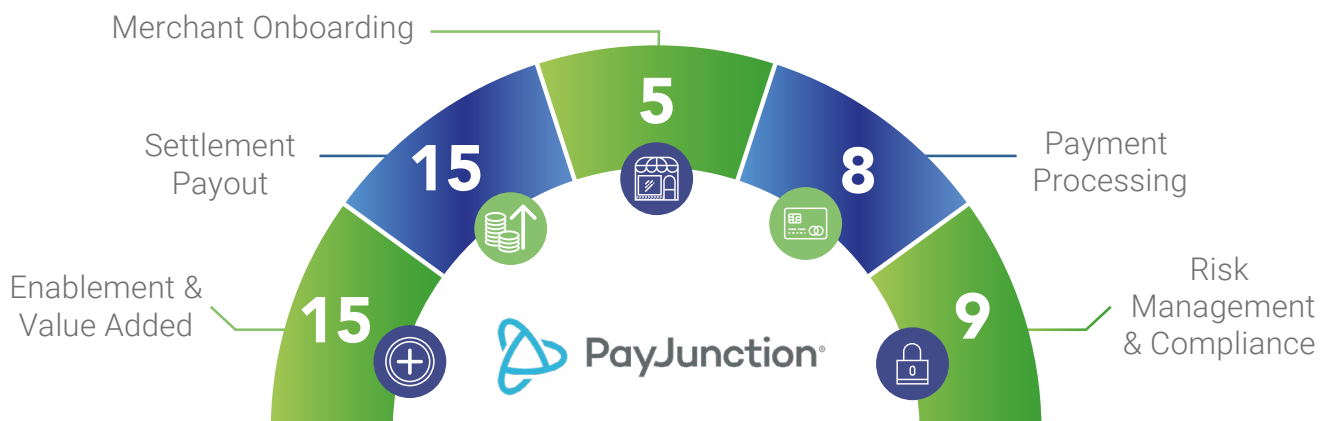 Merchant Onboarding
5
Settlement
Payout
15
8
Payment
Processing
Enablement &
Value Added
15
9
Risk
Management
& Compliance
PayJunction®